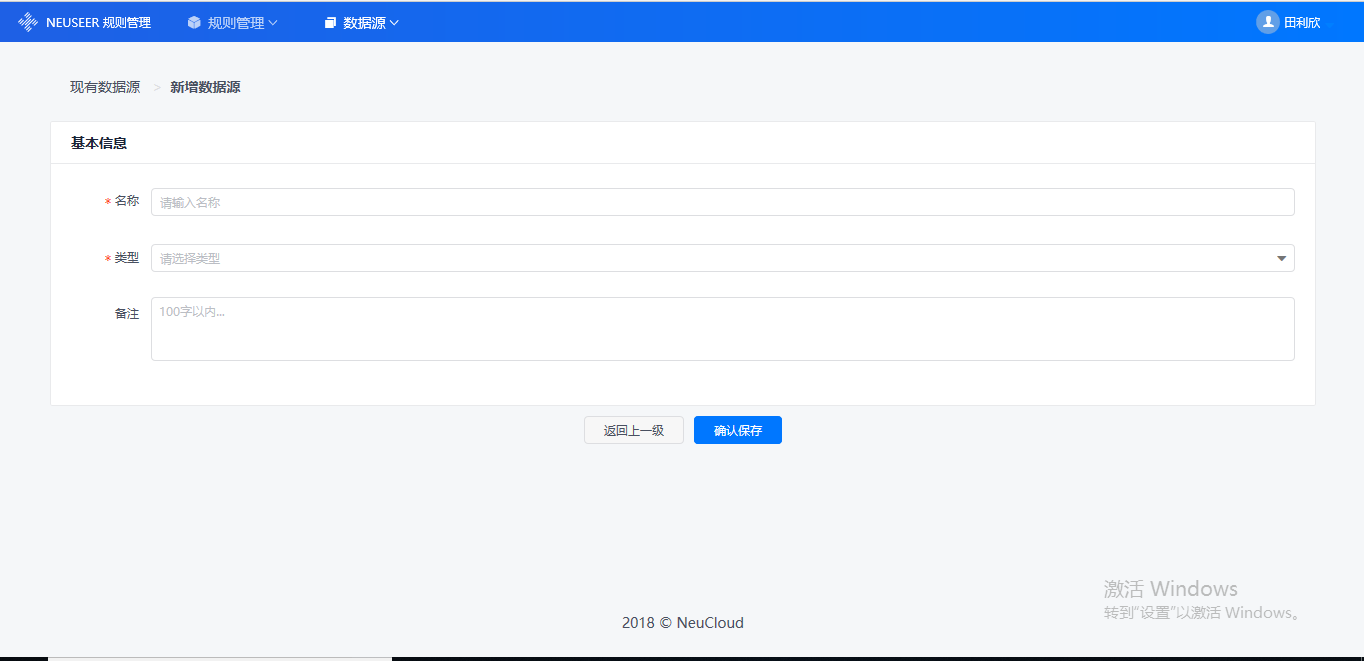 NEUSEER 规则管理 规则管理 数据源 田利欣
现有数据源 > 新增数据源
基本信息
* 名称 请输入名称
* 类型 请选择类型
备注 100字以内...
返回上一级 确认保存
激活 Windows
转到“设置”以激活 Windows。
2018 © NeuCloud